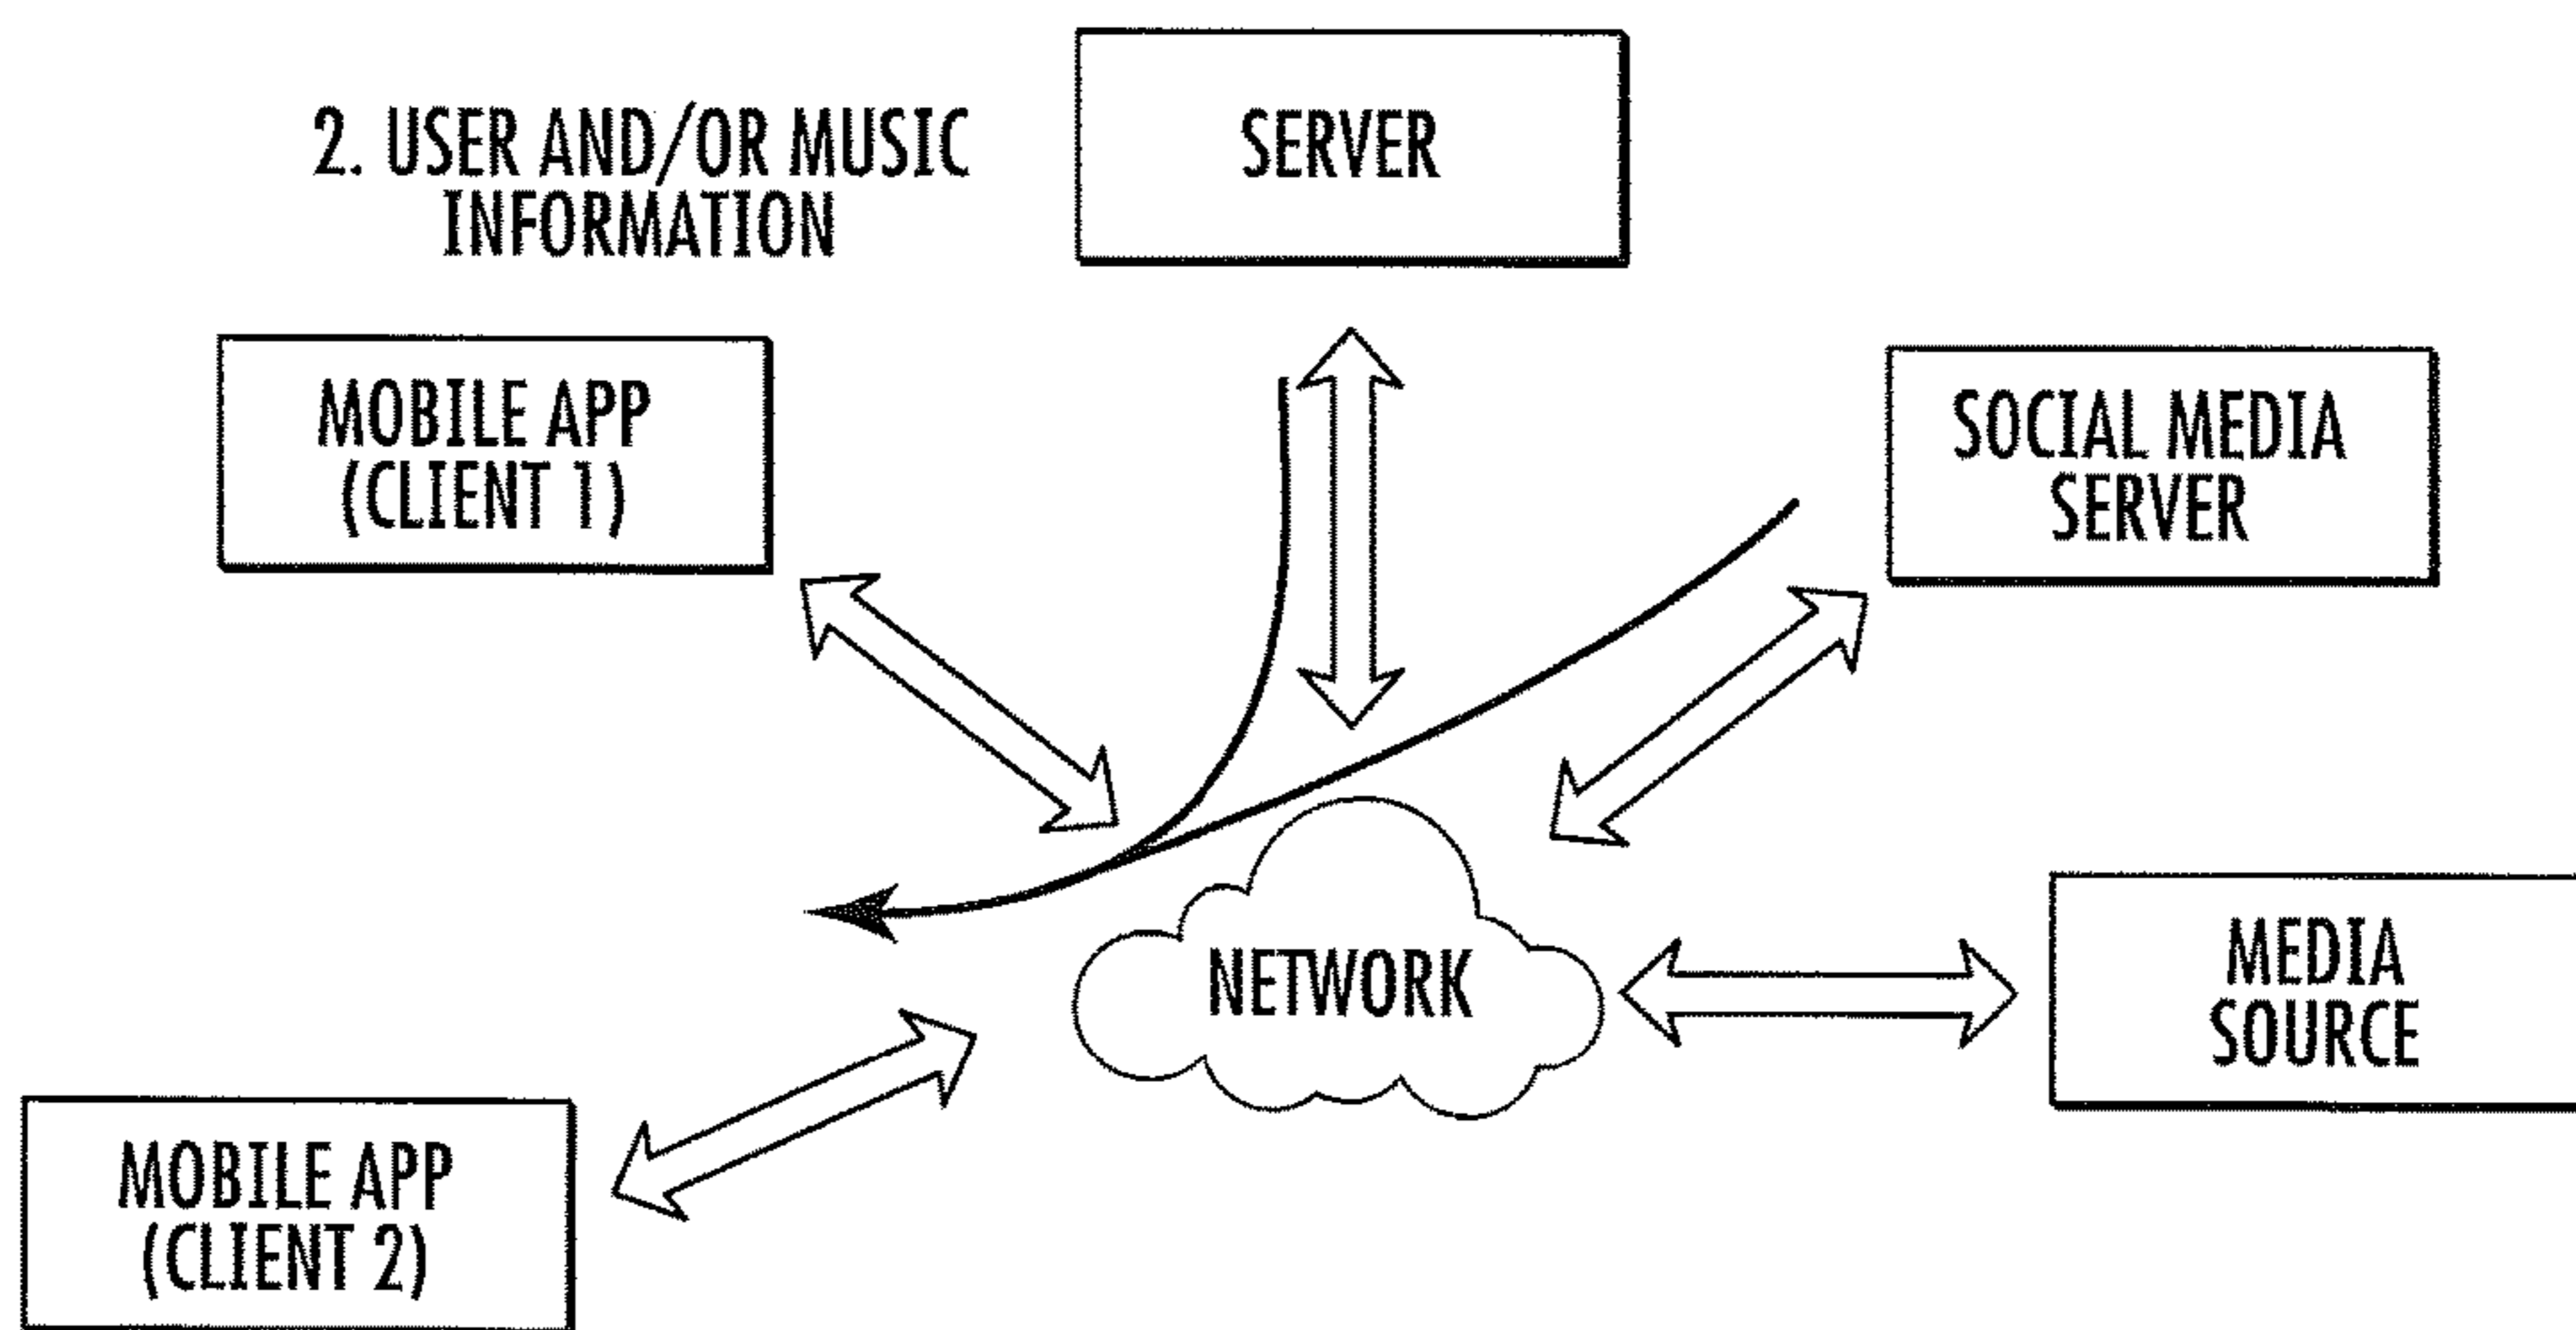 2. USER AND/OR MUSIC
INFORMATION
SERVER
MOBILE APP
(CLIENT 1)
SOCIAL MEDIA
SERVER
NETWORK
MEDIA
SOURCE
MOBILE APP
(CLIENT 2)